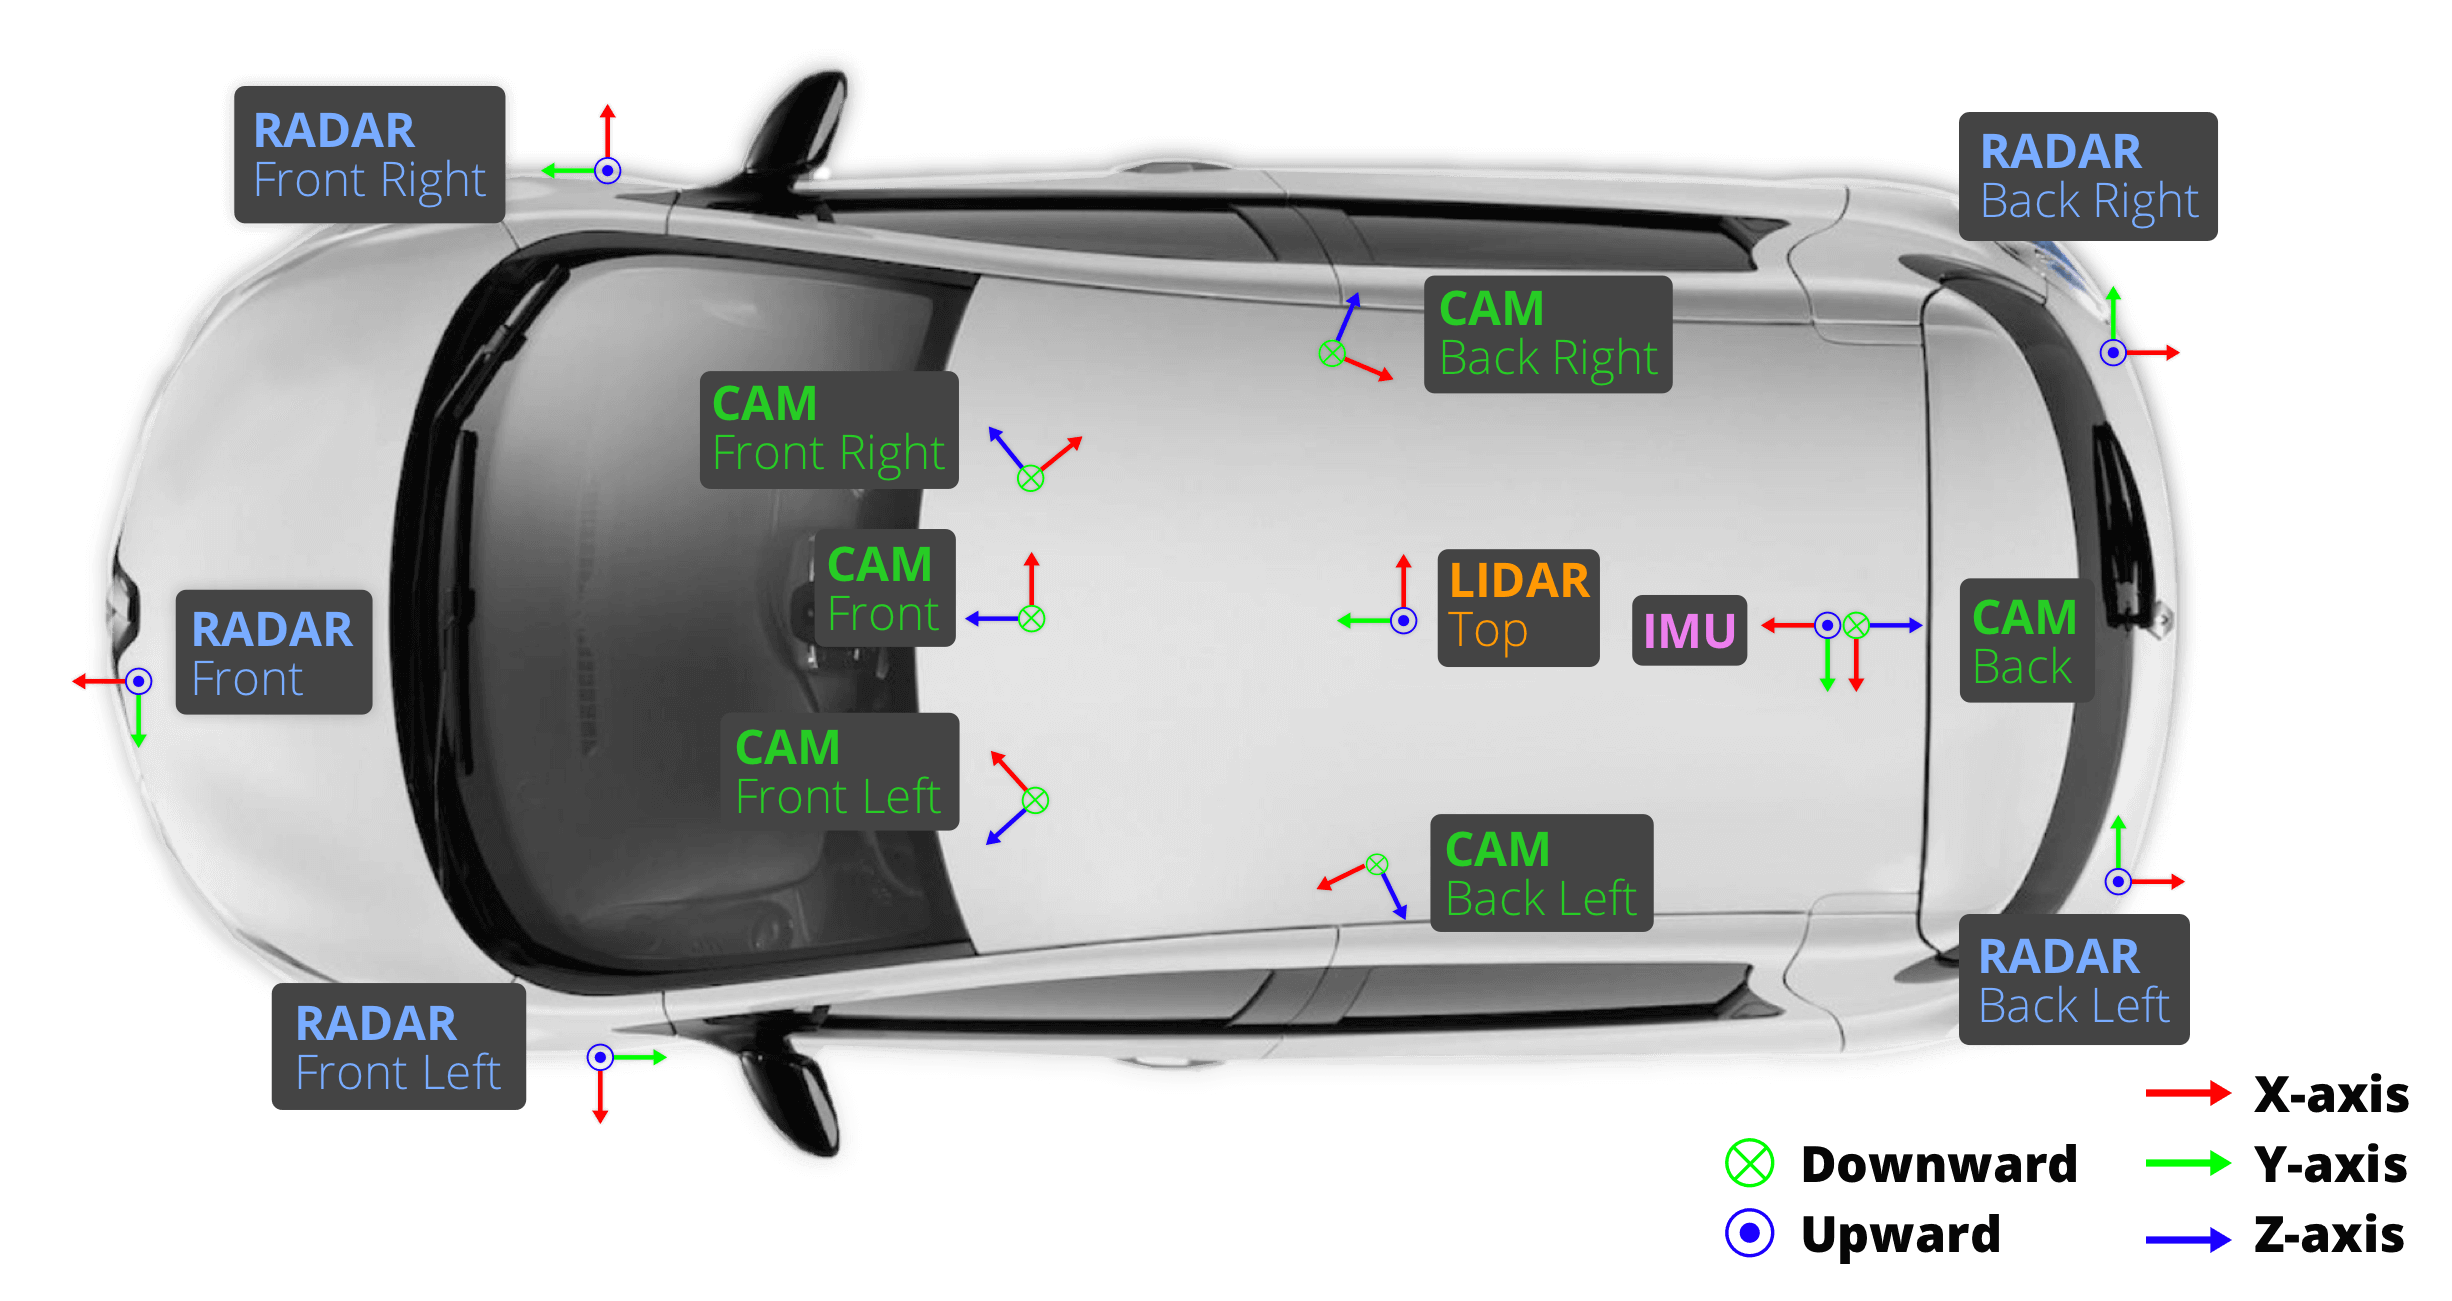 RADAR
Front Right
RADAR
Back Right
CAM
Back Right
CAM
Front Right
CAM
Front
LIDAR
Top
IMU
CAM
Back
RADAR
Front
CAM
Front Left
CAM
Back Left
RADAR
Back Left
RADAR
Front Left
X-axis
Downward
Y-axis
Upward
Z-axis